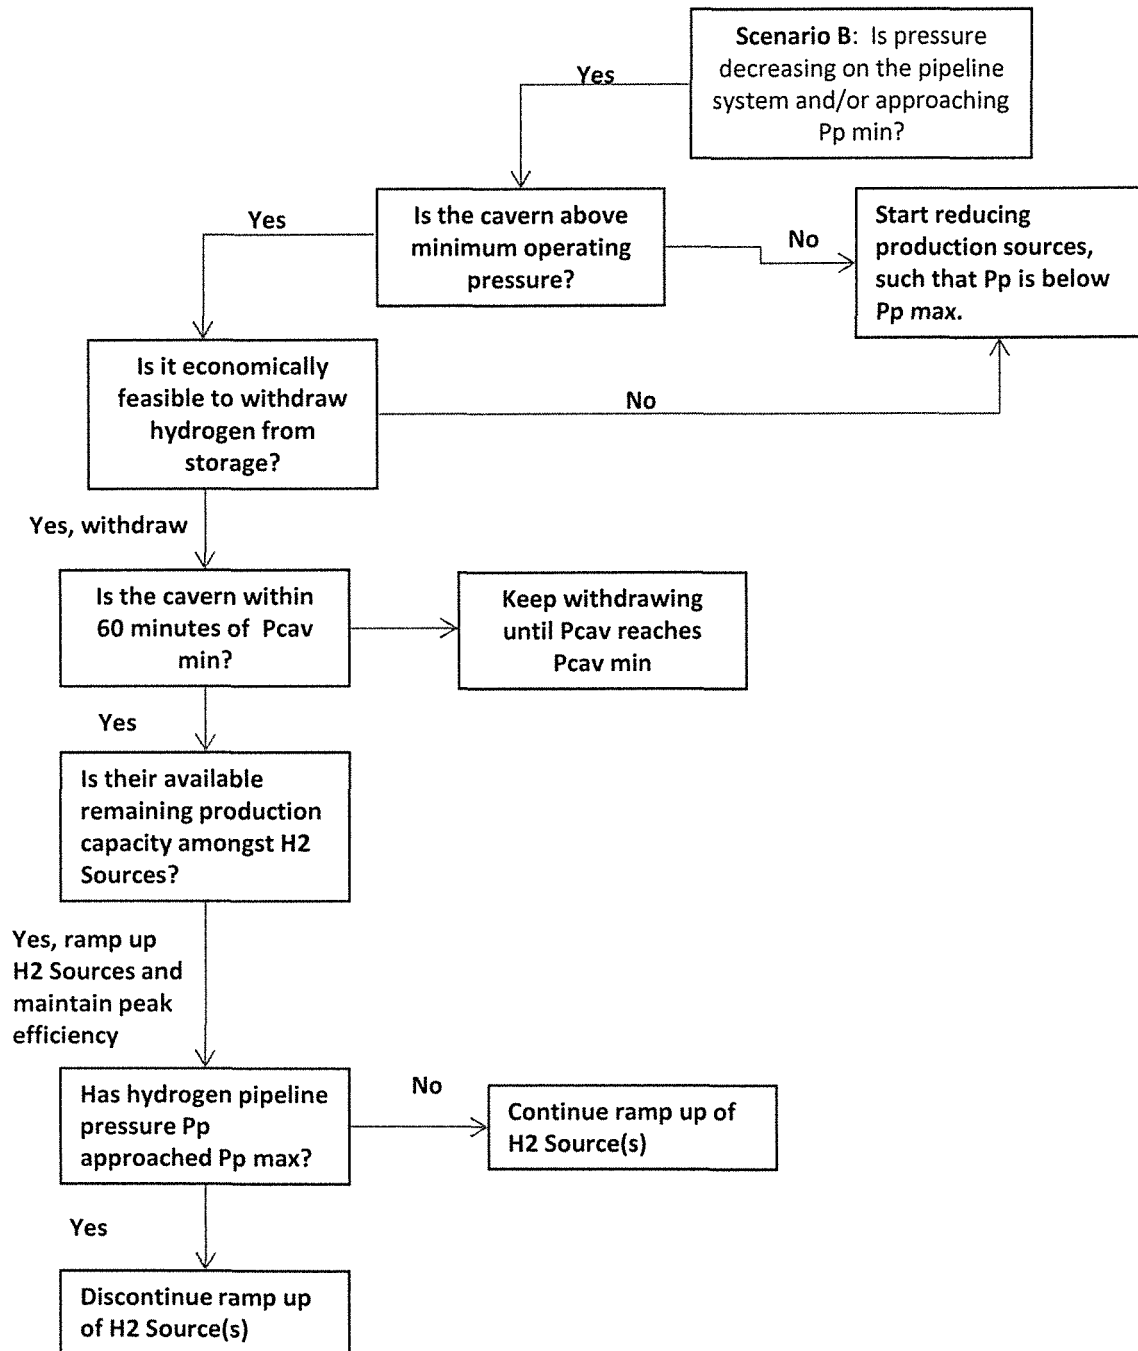 Scenario B: Is pressure
decreasing on the pipeline
system and/or approaching
Pp min?
Yes
Is the cavern above
minimum operating
pressure?
Yes
No
Start reducing
production sources,
such that Pp is below
Pp max.
Is it economically
feasible to withdraw
hydrogen from
storage?
No
Yes, withdraw
Is the cavern within
60 minutes of Pcav
min?
Keep withdrawing
until Pcav reaches
Pcav min
Yes
Is their available
remaining production
capacity amongst H2
Sources?
Yes, ramp up
H2 Sources and
maintain peak
efficiency
Has hydrogen pipeline
pressure Pp
approached Pp max?
No
Continue ramp up of
H2 Source(s)
Yes
Discontinue ramp up
of H2 Source(s)